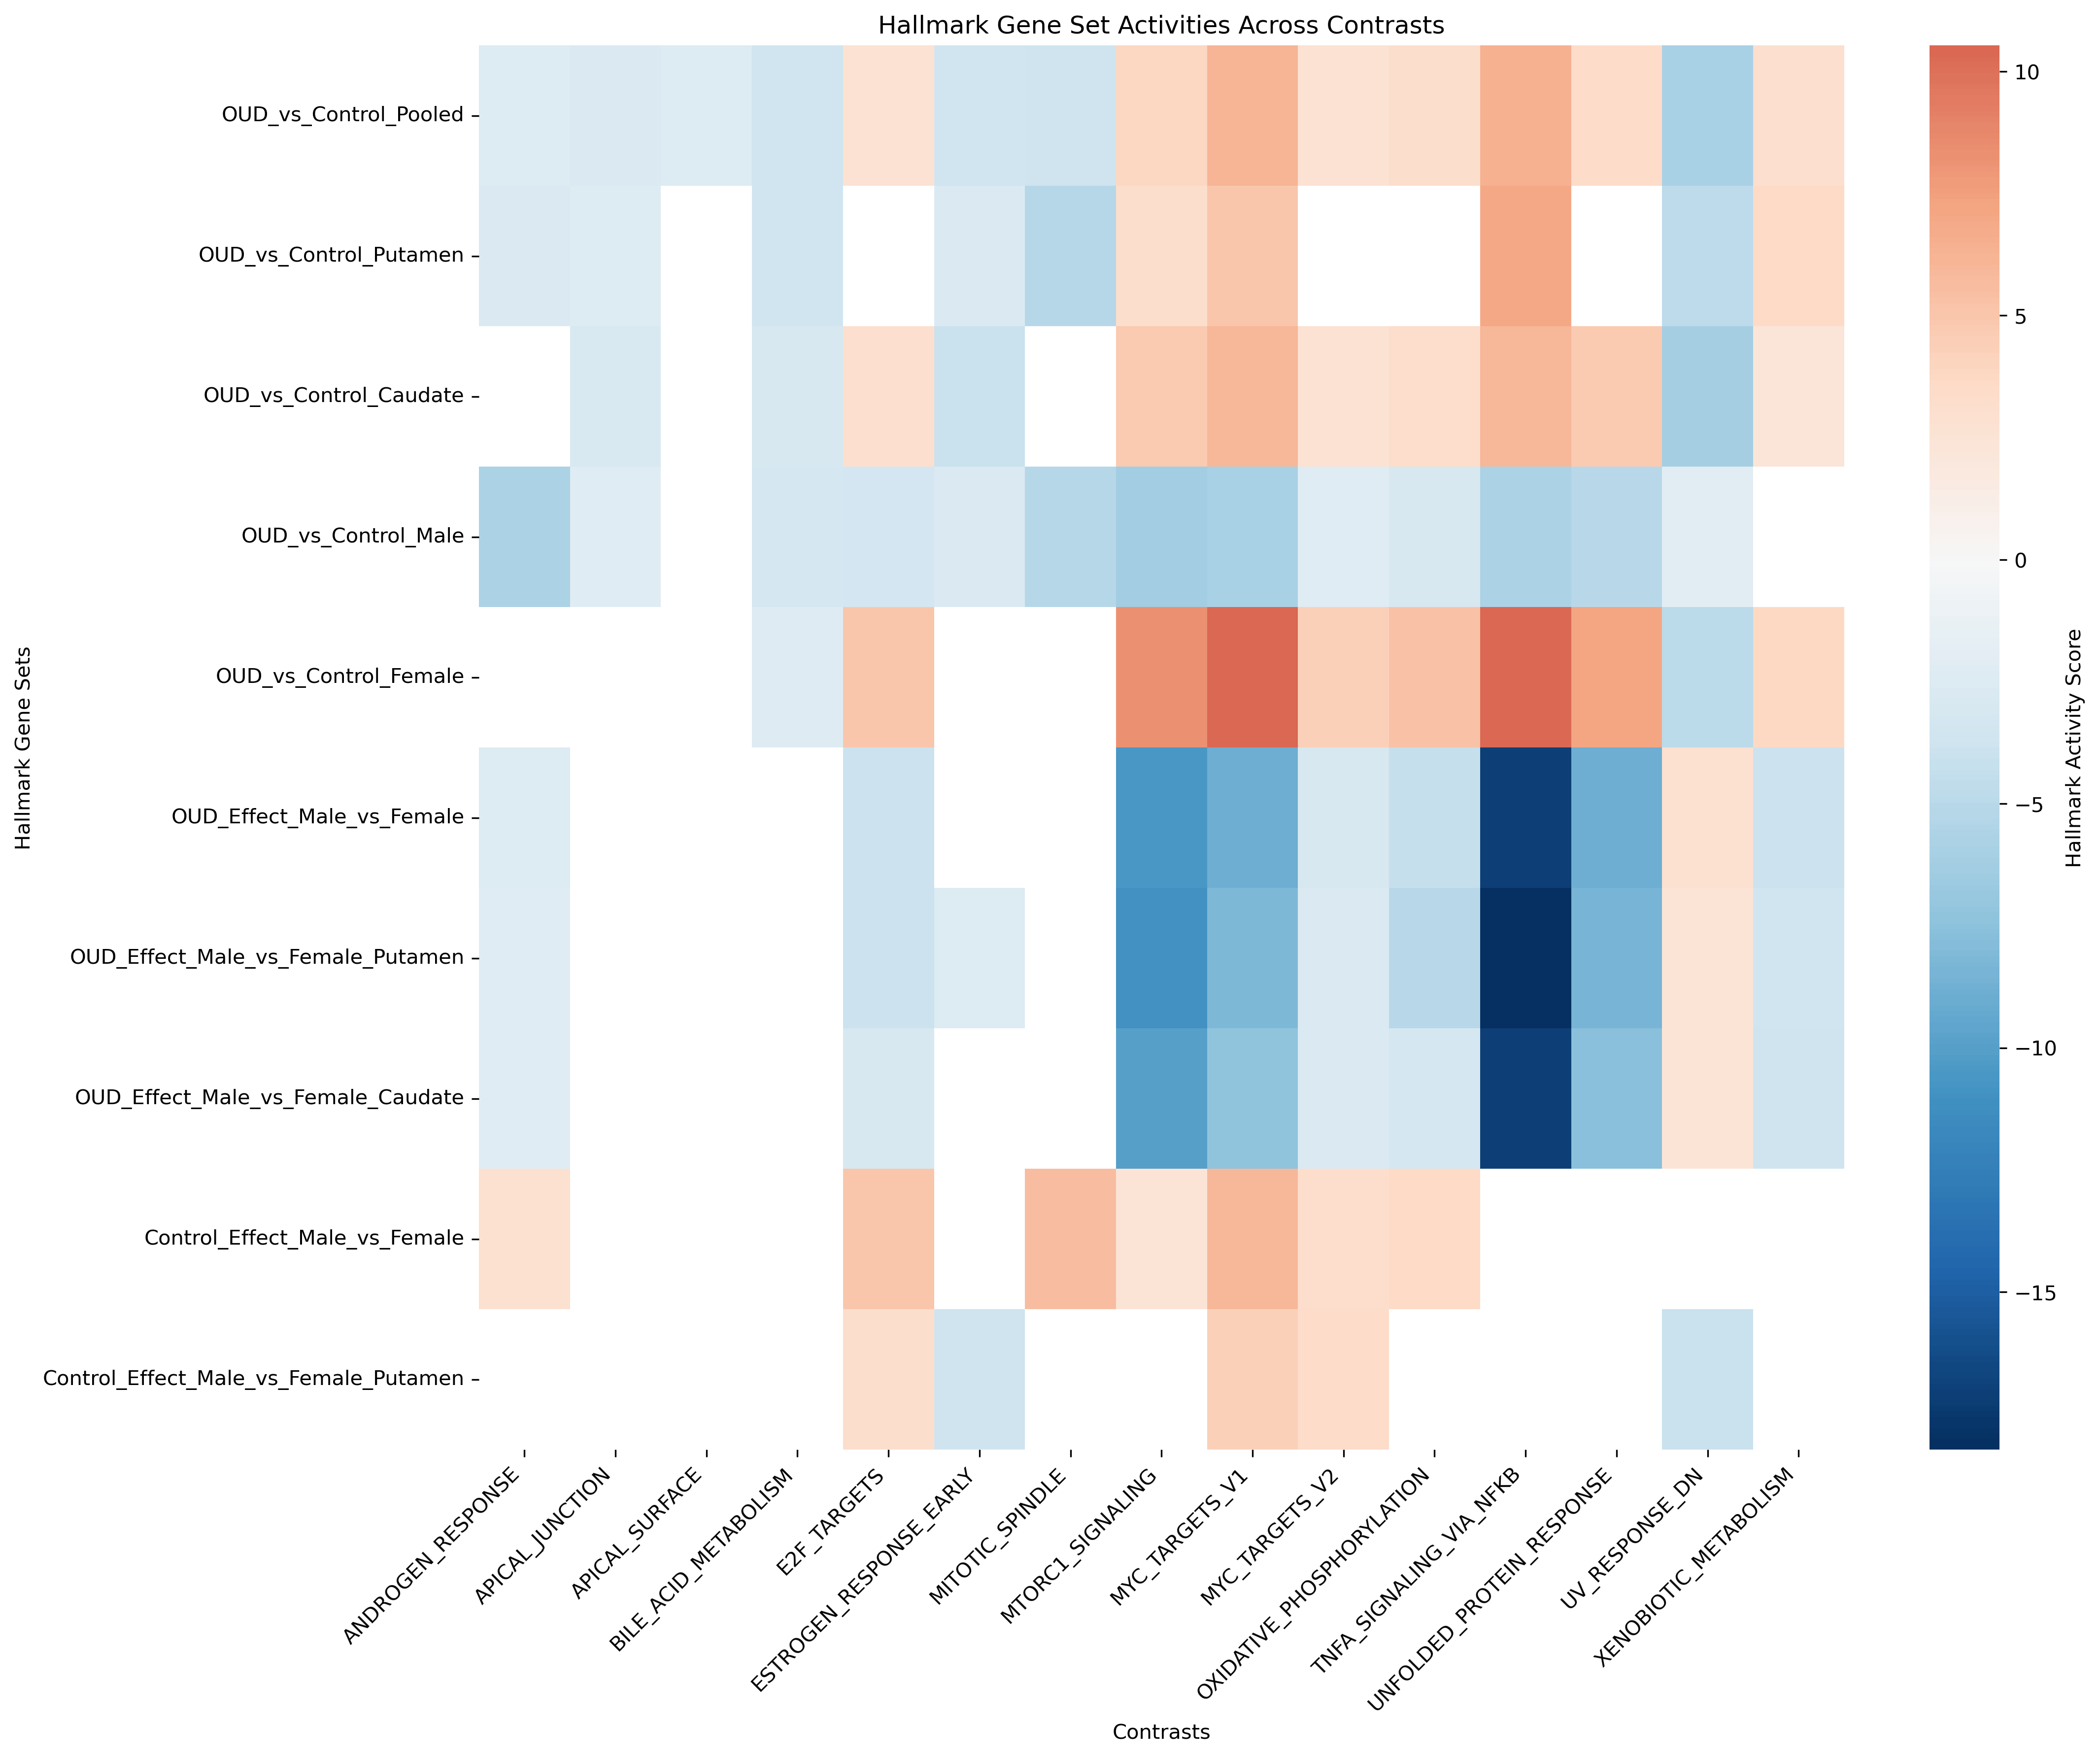 Hallmark Gene Set Activities Across Contrasts
Hallmark Gene Sets
OUD_vs_Control_Pooled
OUD_vs_Control_Putamen
OUD_vs_Control_Caudate
OUD_vs_Control_Male
OUD_vs_Control_Female
OUD_Effect_Male_vs_Female
OUD_Effect_Male_vs_Female_Putamen
OUD_Effect_Male_vs_Female_Caudate
Control_Effect_Male_vs_Female
Control_Effect_Male_vs_Female_Putamen
ANDROGEN_RESPONSE
APICAL_JUNCTION
APICAL_SURFACE
BILE_ACID_METABOLISM
E2F_TARGETS
ESTROGEN_RESPONSE_EARLY
MITOTIC_SPINDLE
MTORC1_SIGNALING
MYC_TARGETS_V1
MYC_TARGETS_V2
OXIDATIVE_PHOSPHORYLATION
TNFA_SIGNALING_VIA_NFKB
UNFOLDED_PROTEIN_RESPONSE
UV_RESPONSE_DN
XENOBIOTIC_METABOLISM
Contrasts
10
5
0
−5
−10
−15
Hallmark Activity Score